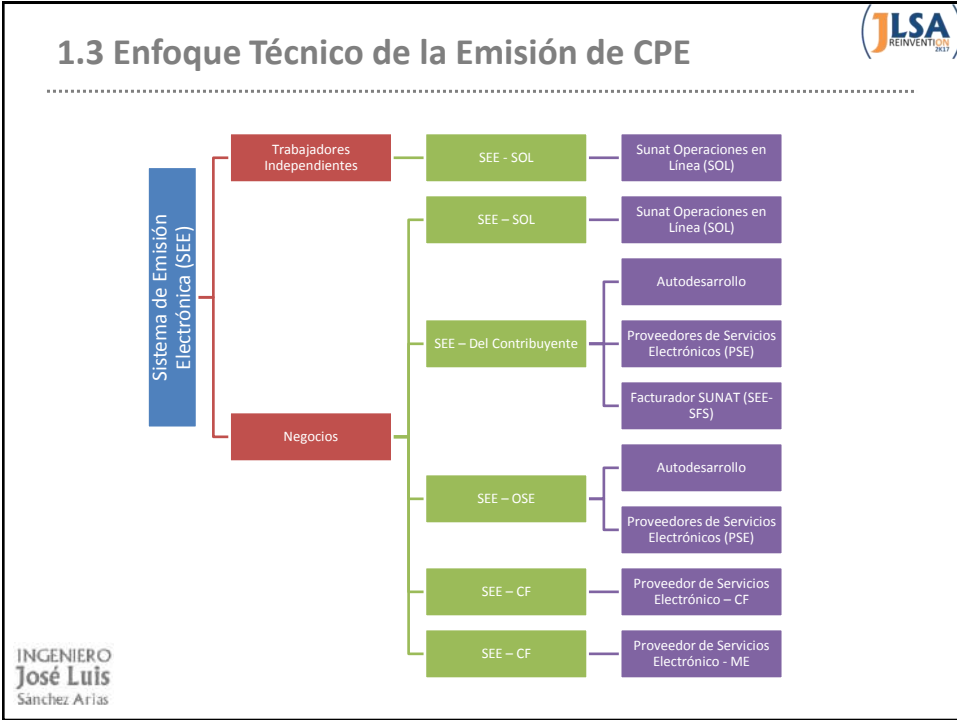 1.3 Enfoque Técnico de la Emisión de CPE
JLSA
REINVENTION
2K17
Sistema de Emisión
Electrónica (SEE)
Trabajadores
Independientes
SEE - SOL
Sunat Operaciones en
Línea (SOL)
Negocios
SEE – SOL
Sunat Operaciones en
Línea (SOL)
SEE – Del Contribuyente
Autodesarrollo
Proveedores de Servicios
Electrónicos (PSE)
Facturador SUNAT (SEE-
SFS)
SEE – OSE
Autodesarrollo
Proveedores de Servicios
Electrónicos (PSE)
SEE – CF
Proveedor de Servicios
Electrónico – CF
SEE – CF
Proveedor de Servicios
Electrónico - ME
INGENIERO
José Luis
Sánchez Arias